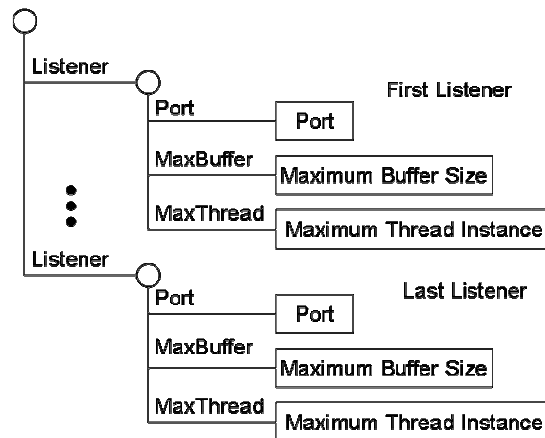 Listener
First Listener
Port
Port
MaxBuffer
Maximum Buffer Size
MaxThread
Maximum Thread Instance
Listener
Last Listener
Port
Port
MaxBuffer
Maximum Buffer Size
MaxThread
Maximum Thread Instance